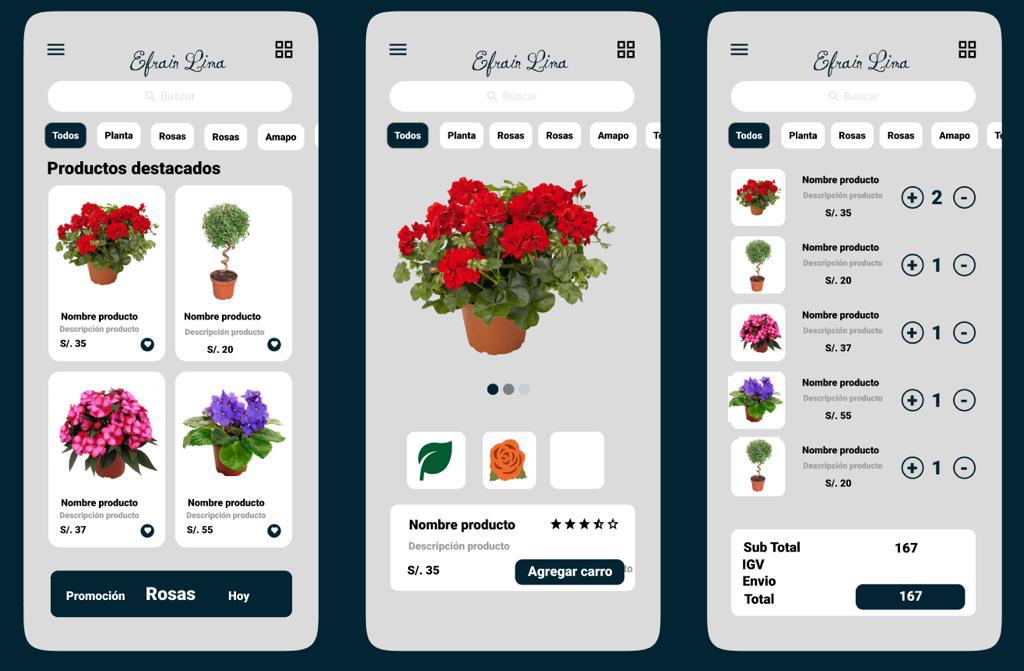 Efrain Lima
Buscar
Todos Planta Rosas Rosas Amapo
Productos destacados
Nombre producto
Descripción producto
S/. 35
Nombre producto
Descripción producto
S/. 20
Nombre producto
Descripción producto
S/. 37
Nombre producto
Descripción producto
S/. 55
Promoción Rosas Hoy
Efrain Lima
Buscar
Todos Planta Rosas Rosas Amapo To
Nombre producto
Descripción producto
S/. 35
Agregar carro
to
Efrain Lima
Buscar
Todos Planta Rosas Rosas Amapo To
Nombre producto
Descripción producto
S/. 35
+ 2 -
Nombre producto
Descripción producto
S/. 20
+ 1 -
Nombre producto
Descripción producto
S/. 37
+ 1 -
Nombre producto
Descripción producto
S/. 55
+ 1 -
Nombre producto
Descripción producto
S/. 20
+ 1 -
Sub Total 167
IGV
Envio
Total 167